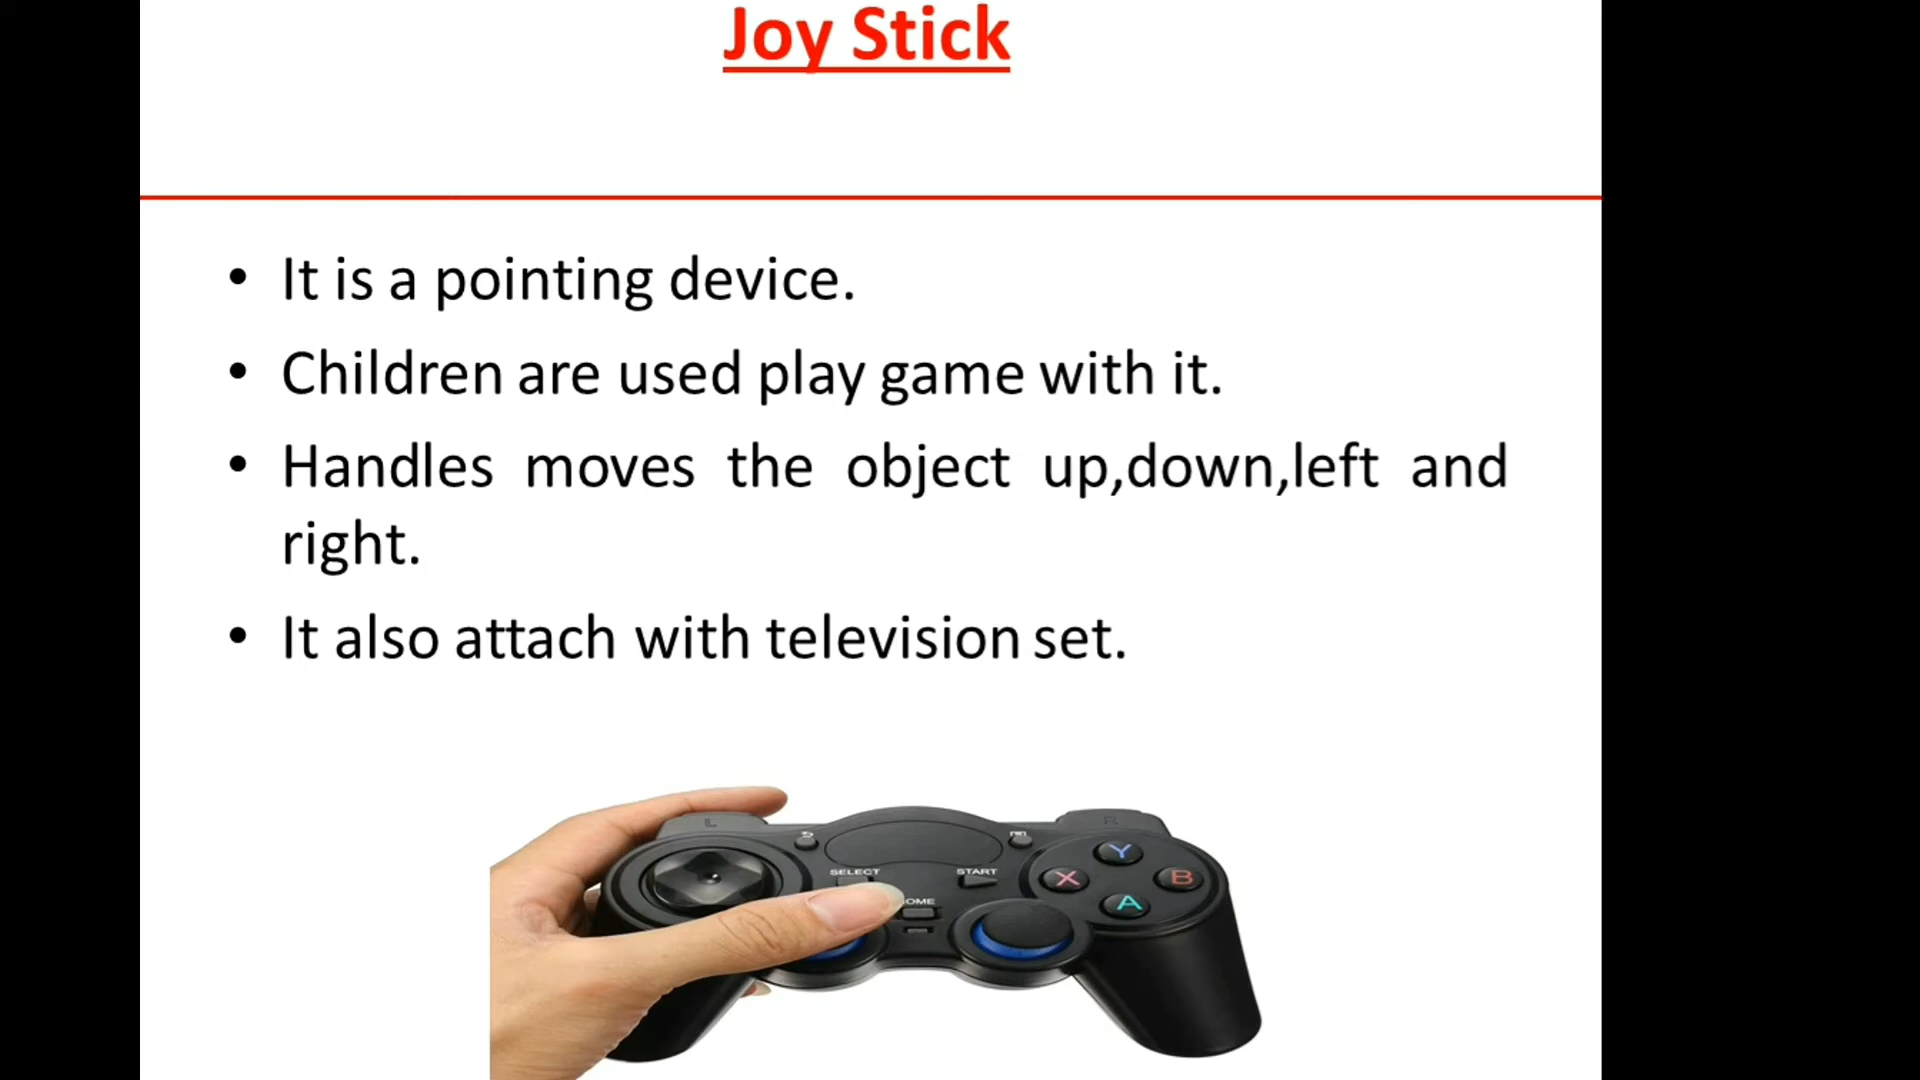 Joy Stick
• It is a pointing device.
• Children are used play game with it.
• Handles moves the object up,down,left and
right.
• It also attach with television set.
L
R
SELECT
START
OME
Y
X
B
A